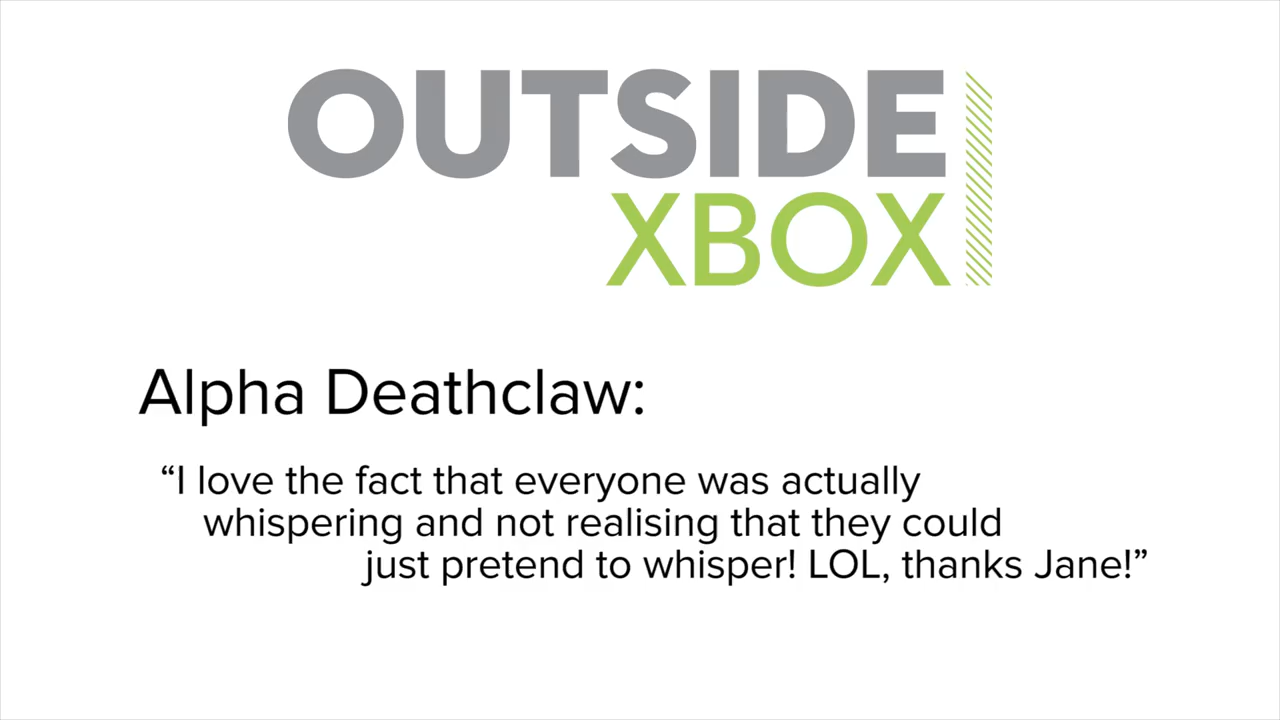 OUTSIDE
XBOX
Alpha Deathclaw:
“I love the fact that everyone was actually
whispering and not realising that they could
just pretend to whisper! LOL, thanks Jane!”